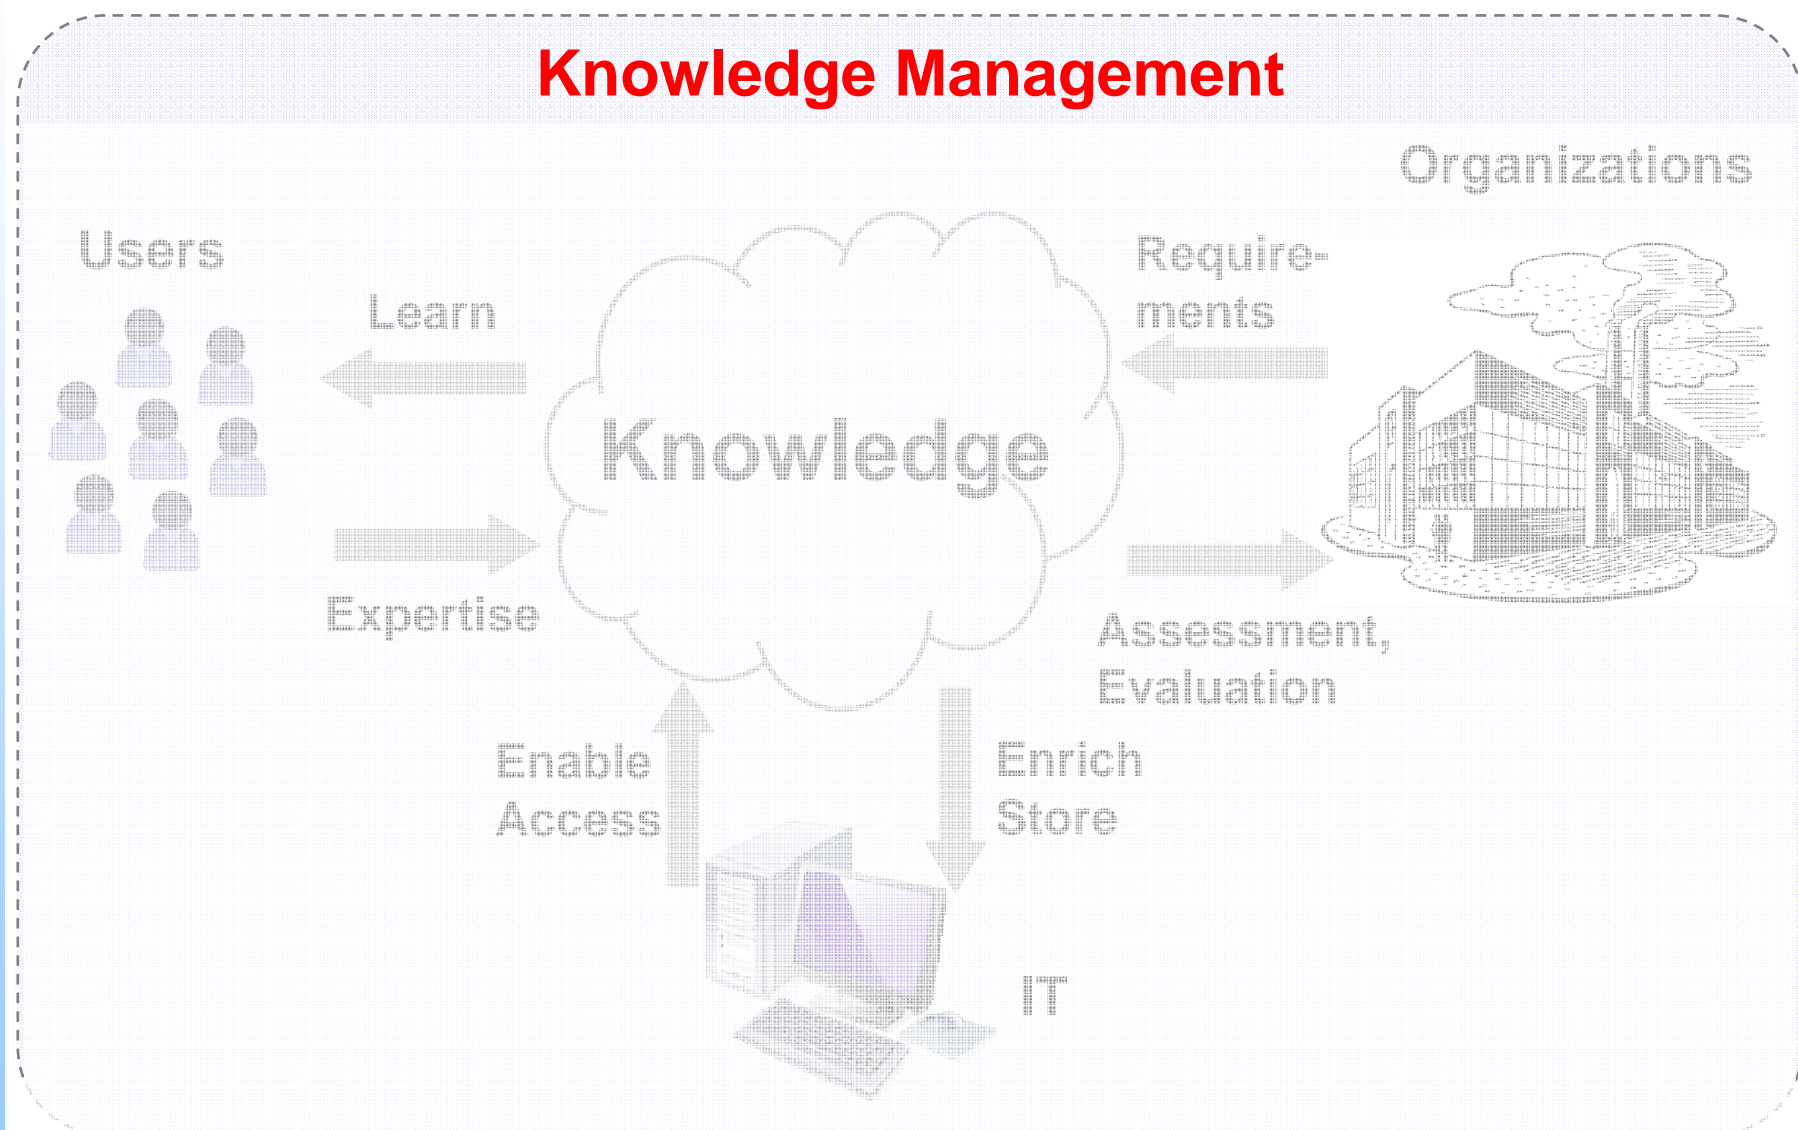 Knowledge Management
Organizations
Users
Require-
ments
Learn
Knowledge
Expertise
Assessment,
Evaluation
Enable
Access
Enrich
Store
IT